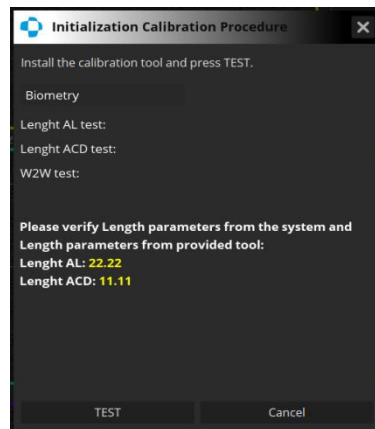 Initialization Calibration Procedure
Install the calibration tool and press TEST.
Biometry
Lenght AL test:
Lenght ACD test:
W2W test:
Please verify Length parameters from the system and
Length parameters from provided tool:
Lenght AL: 22.22
Lenght ACD: 11.11
TEST
Cancel